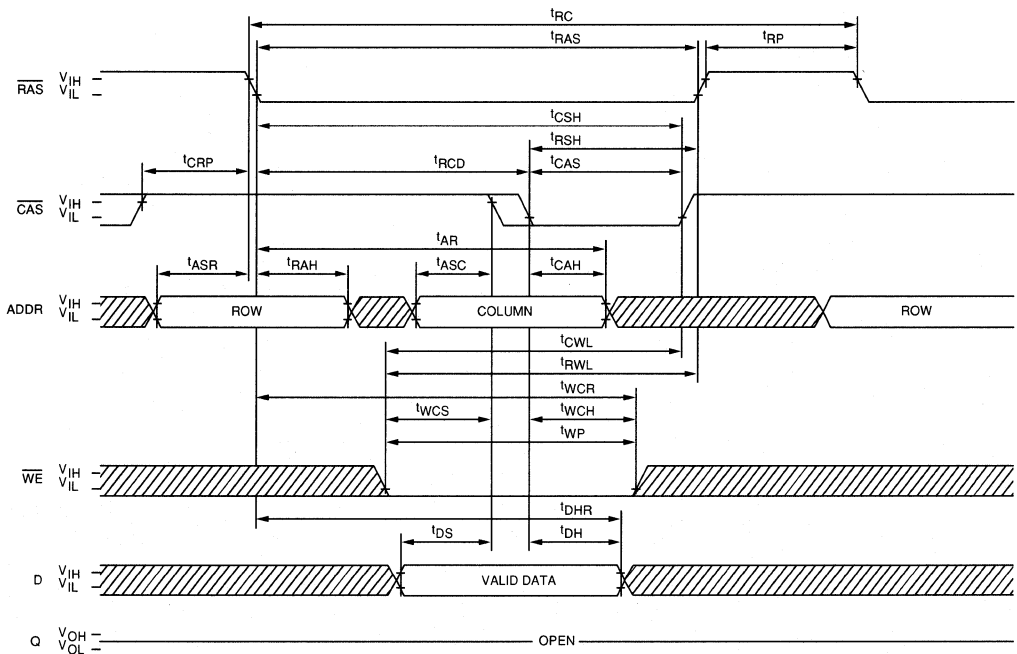 tRC
tRAS
tRP
RAS VIH
VIL
tCSH
tRSH
tCRP
tRCD
tCAS
CAS VIH
VIL
tAR
tASR
tRAH
tASC
tCAH
ADDR VIH
VIL
ROW
COLUMN
ROW
tCWL
tRWL
tWCR
tWCS
tWCH
tWP
WE VIH
VIL
tDHR
tDS
tDH
D VIH
VIL
VALID DATA
Q VOH
VOL
OPEN